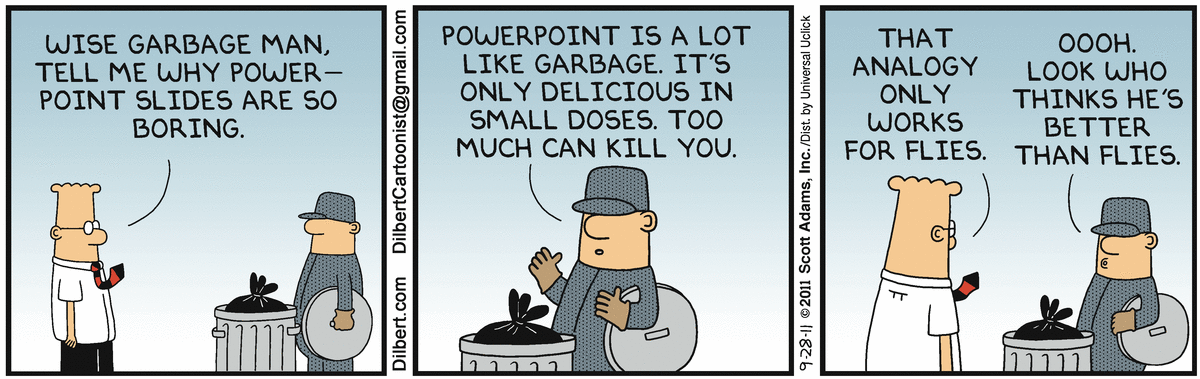 WISE GARBAGE MAN,
TELL ME WHY POWER–
POINT SLIDES ARE SO
BORING.
Dilbert.com DilbertCartoonist@gmail.com
POWERPOINT IS A LOT
LIKE GARBAGE. IT'S
ONLY DELICIOUS IN
SMALL DOSES. TOO
MUCH CAN KILL YOU.
9-28-11 ©2011 Scott Adams, Inc./Dist. by Universal Uclick
THAT
ANALOGY
ONLY
WORKS
FOR FLIES.
OOOH.
LOOK WHO
THINKS HE'S
BETTER
THAN FLIES.